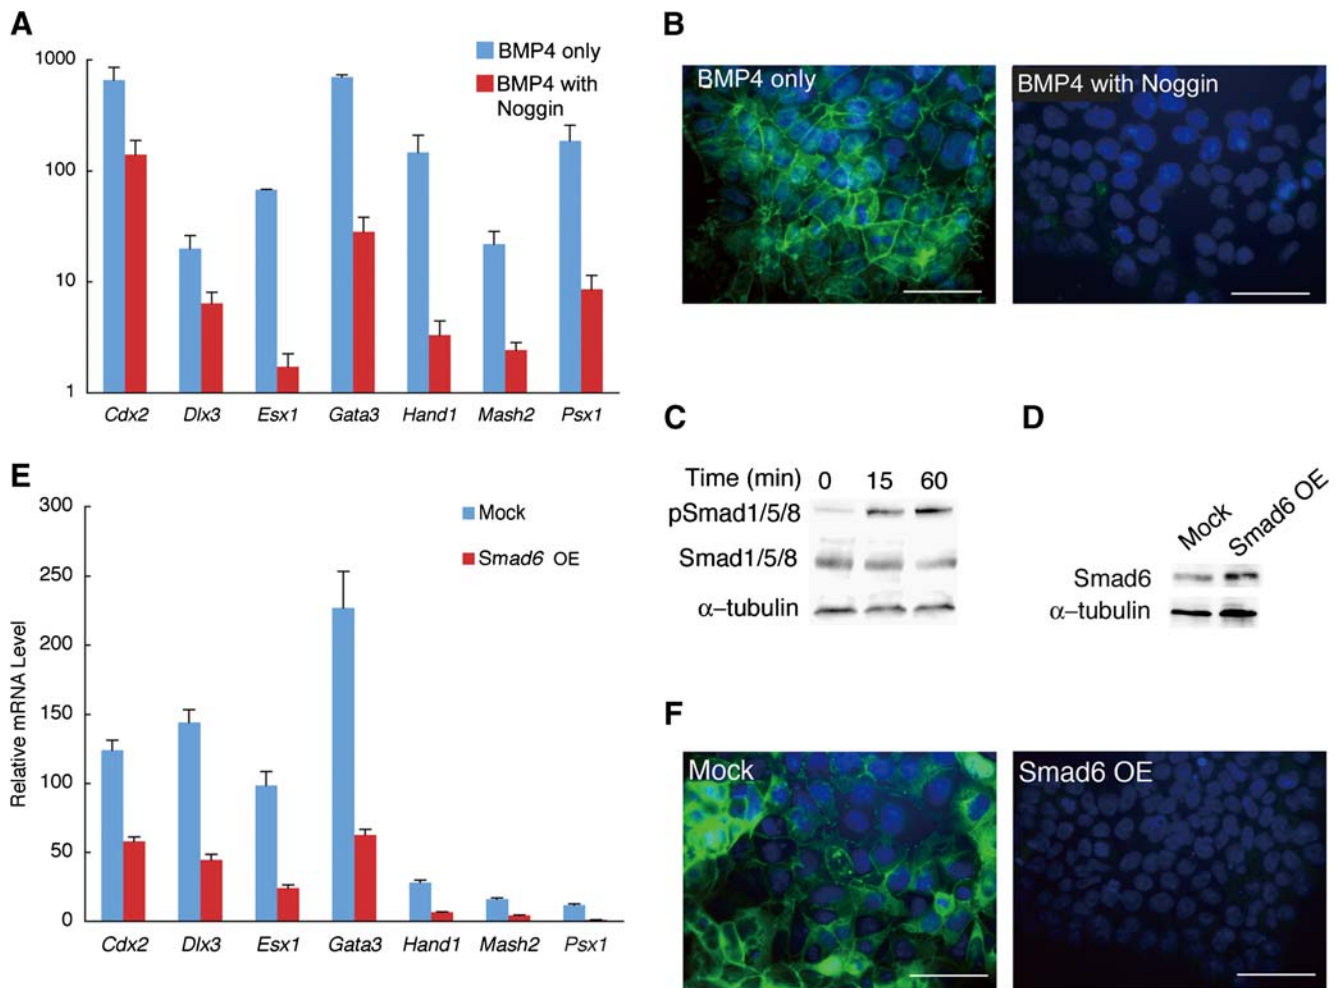 A
1000
100
10
1
BMP4 only
BMP4 with
Noggin
Cdx2 Dlx3 Esx1 Gata3 Hand1 Mash2 Psx1
B
BMP4 only
BMP4 with Noggin
C
Time (min) 0 15 60
pSmad1/5/8
Smad1/5/8
α–tubulin
D
Mock
Smad6 OE
Smad6
α–tubulin
E
Relative mRNA Level
300
250
200
150
100
50
0
Mock
Smad6 OE
Cdx2 Dlx3 Esx1 Gata3 Hand1 Mash2 Psx1
F
Mock
Smad6 OE